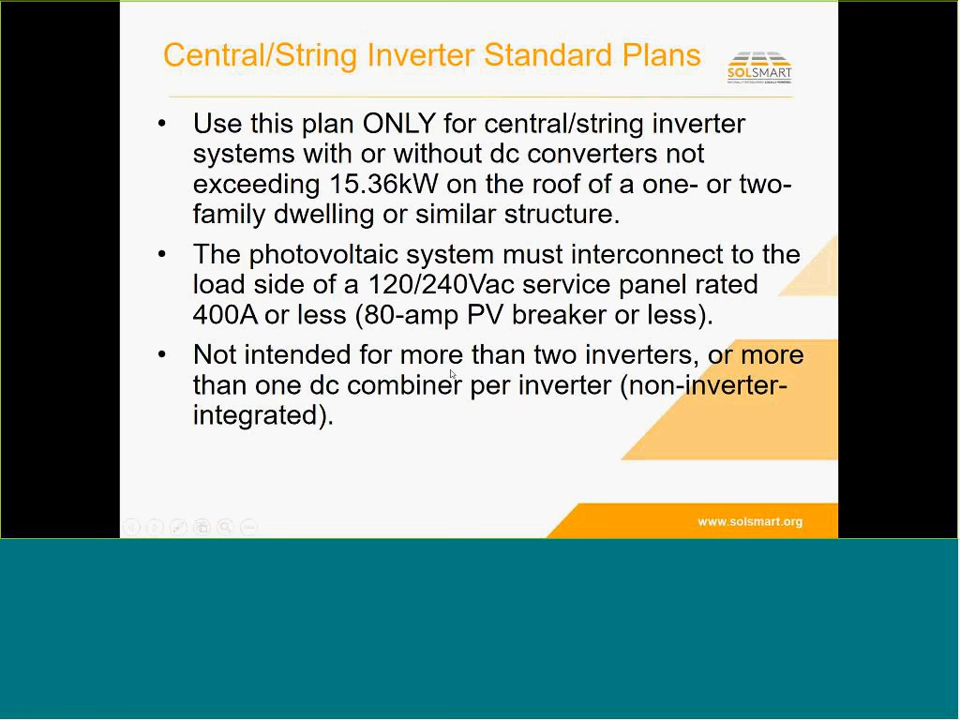 Central/String Inverter Standard Plans
SOLSMART
• Use this plan ONLY for central/string inverter
systems with or without dc converters not
exceeding 15.36kW on the roof of a one- or two-
family dwelling or similar structure.
• The photovoltaic system must interconnect to the
load side of a 120/240Vac service panel rated
400A or less (80-amp PV breaker or less).
• Not intended for more than two inverters, or more
than one dc combiner per inverter (non-inverter-
integrated).
www.solsmart.org